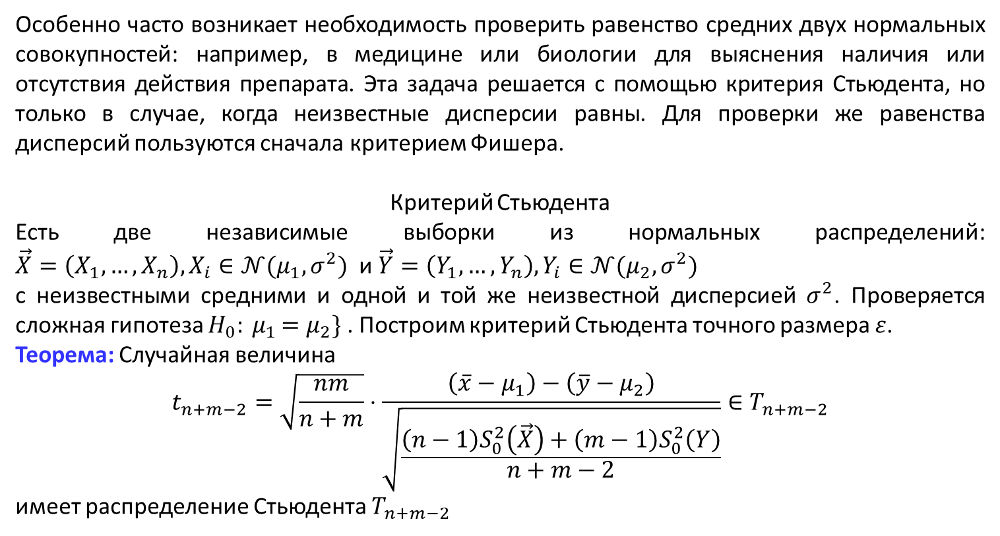 Особенно часто возникает необходимость проверить равенство средних двух нормальных
совокупностей: например, в медицине или биологии для выяснения наличия или
отсутствия действия препарата. Эта задача решается с помощью критерия Стьюдента, но
только в случае, когда неизвестные дисперсии равны. Для проверки же равенства
дисперсий пользуются сначала критерием Фишера.
Критерий Стьюдента
Есть две независимые выборки из нормальных распределений:
$\vec{X} = (X_1, \ldots, X_n), X_i \in \mathcal{N}(\mu_1, \sigma^2)$ и $\vec{Y} = (Y_1, \ldots, Y_n), Y_i \in \mathcal{N}(\mu_2, \sigma^2)$
с неизвестными средними и одной и той же неизвестной дисперсией $\sigma^2$. Проверяется
сложная гипотеза $H_0: \mu_1 = \mu_2\}$ . Построим критерий Стьюдента точного размера $\varepsilon$.
Теорема: Случайная величина
$t_{n+m-2} = \sqrt{\frac{nm}{n+m}} \cdot \frac{(\bar{x} - \mu_1) - (\bar{y} - \mu_2)}{\sqrt{\frac{(n-1)S_0^2(\vec{X}) + (m-1)S_0^2(Y)}{n+m-2}}} \in T_{n+m-2}$
имеет распределение Стьюдента $T_{n+m-2}$